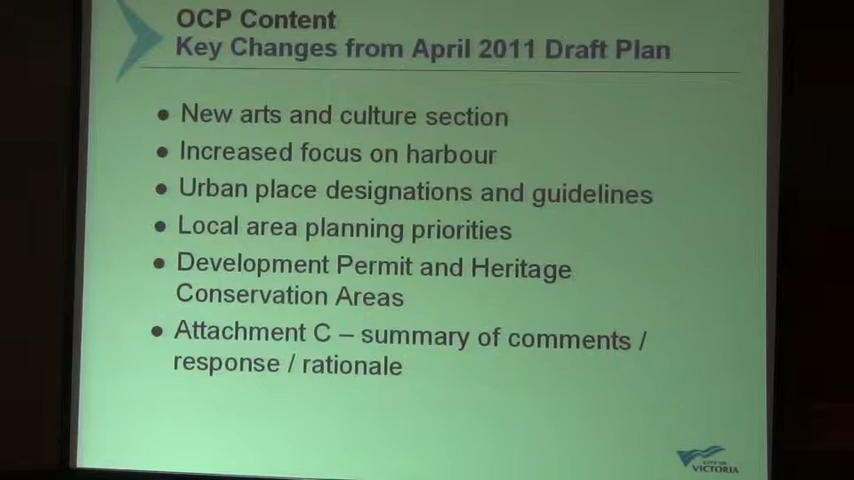 OCP Content
Key Changes from April 2011 Draft Plan
● New arts and culture section
● Increased focus on harbour
● Urban place designations and guidelines
● Local area planning priorities
● Development Permit and Heritage
Conservation Areas
● Attachment C – summary of comments /
response / rationale
CITY OF
VICTORIA